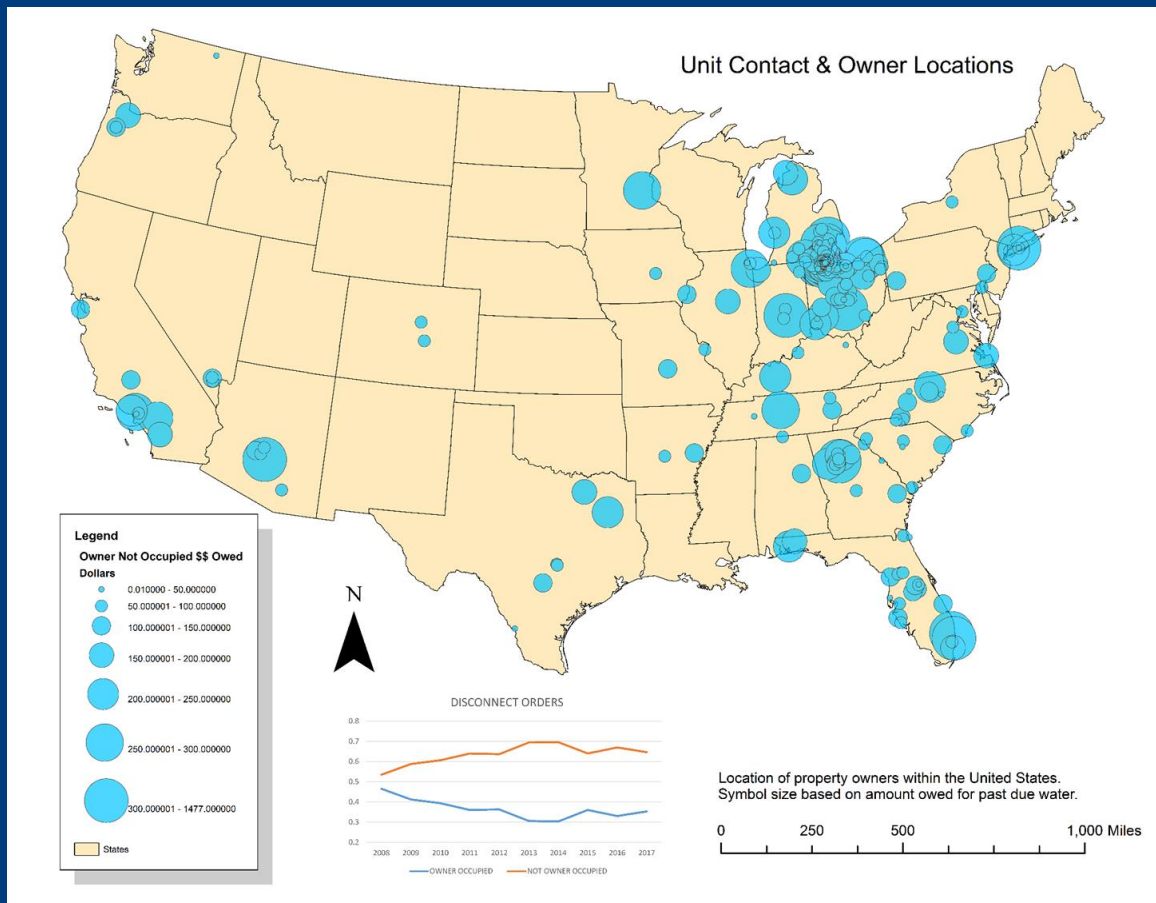 Unit Contact & Owner Locations
Legend
Owner Not Occupied $$ Owed
Dollars
0.010000 - 50.000000
50.000001 - 100.000000
100.000001 - 150.000000
150.000001 - 200.000000
200.000001 - 250.000000
250.000001 - 300.000000
300.000001 - 1477.000000
States
N
DISCONNECT ORDERS
0.8
0.7
0.6
0.5
0.4
0.3
0.2
2008 2009 2010 2011 2012 2013 2014 2015 2016 2017
OWNER OCCUPIED NOT OWNER OCCUPIED
Location of property owners within the United States.
Symbol size based on amount owed for past due water.
0 250 500 1,000 Miles